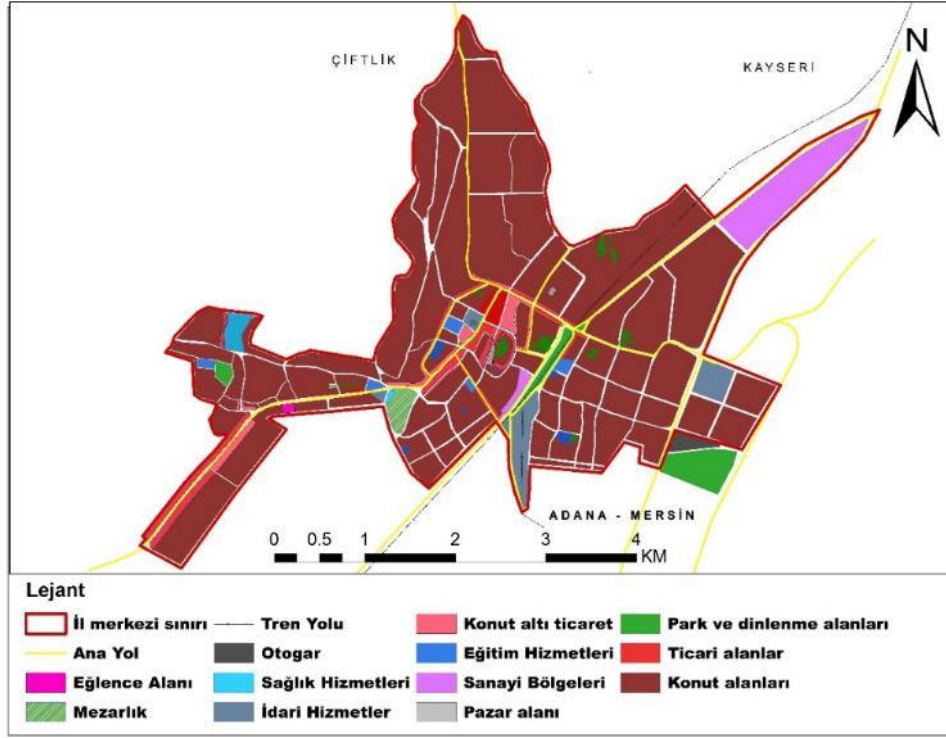 ÇİFTLİK
KAYSERİ
N
ADANA - MERSİN
0 0.5 1 2 3 4
KM
Lejant
İl merkezi sınırı
Tren Yolu
Konut altı ticaret
Park ve dinlenme alanları
Ana Yol
Otogar
Eğitim Hizmetleri
Ticari alanlar
Eğlence Alanı
Sağlık Hizmetleri
Sanayi Bölgeleri
Konut alanları
Mezarlık
İdari Hizmetler
Pazar alanı